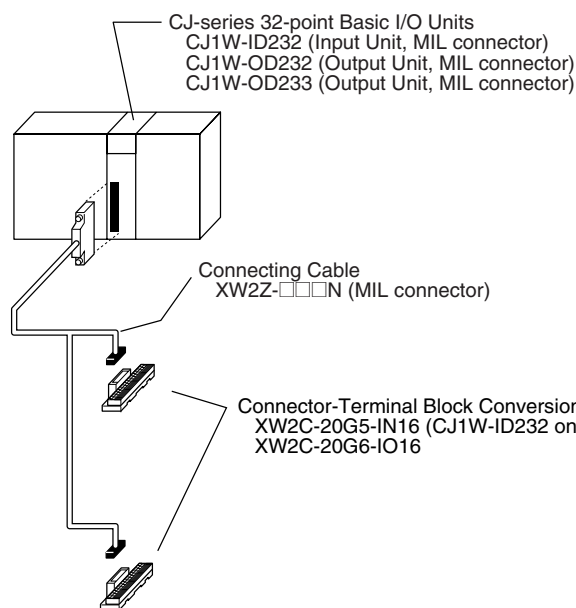 CJ-series 32-point Basic I/O Units
CJ1W-ID232 (Input Unit, MIL connector)
CJ1W-OD232 (Output Unit, MIL connector)
CJ1W-OD233 (Output Unit, MIL connector)
Connecting Cable
XW2Z-□□□N (MIL connector)
Connector-Terminal Block Conversion
XW2C-20G5-IN16 (CJ1W-ID232 on
XW2C-20G6-IO16